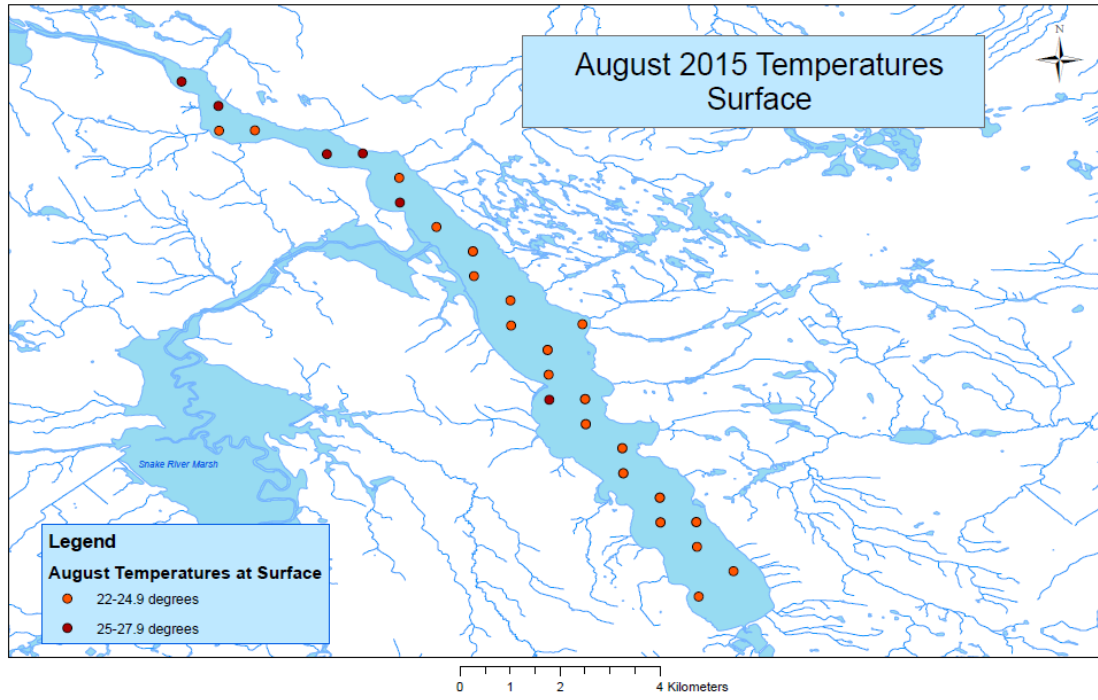 August 2015 Temperatures
Surface
N
Snake River Marsh
Legend
August Temperatures at Surface
22-24.9 degrees
25-27.9 degrees
0 1 2 4 Kilometers